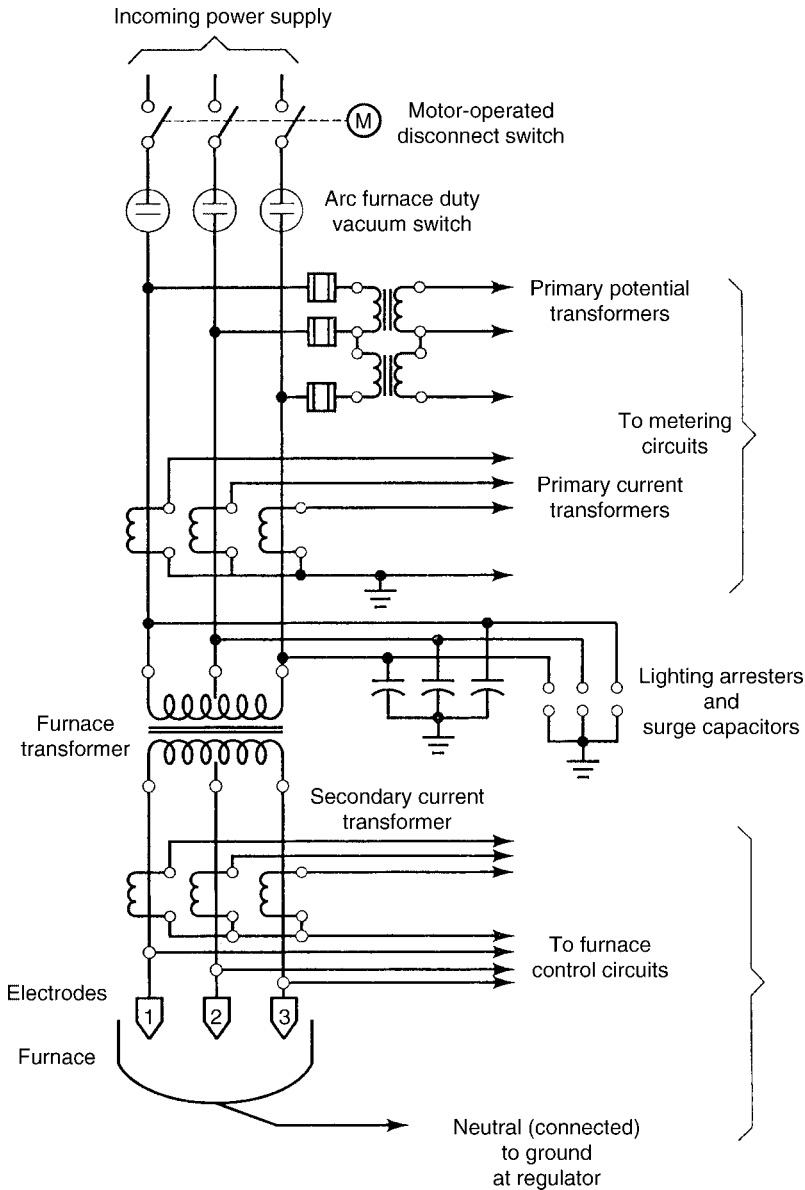 Incoming power supply
Motor-operated
disconnect switch
M
Arc furnace duty
vacuum switch
Primary potential
transformers
To metering
circuits
Primary current
transformers
Lighting arresters
and
surge capacitors
Furnace
transformer
Secondary current
transformer
To furnace
control circuits
Electrodes
1 2 3
Furnace
Neutral (connected)
to ground
at regulator